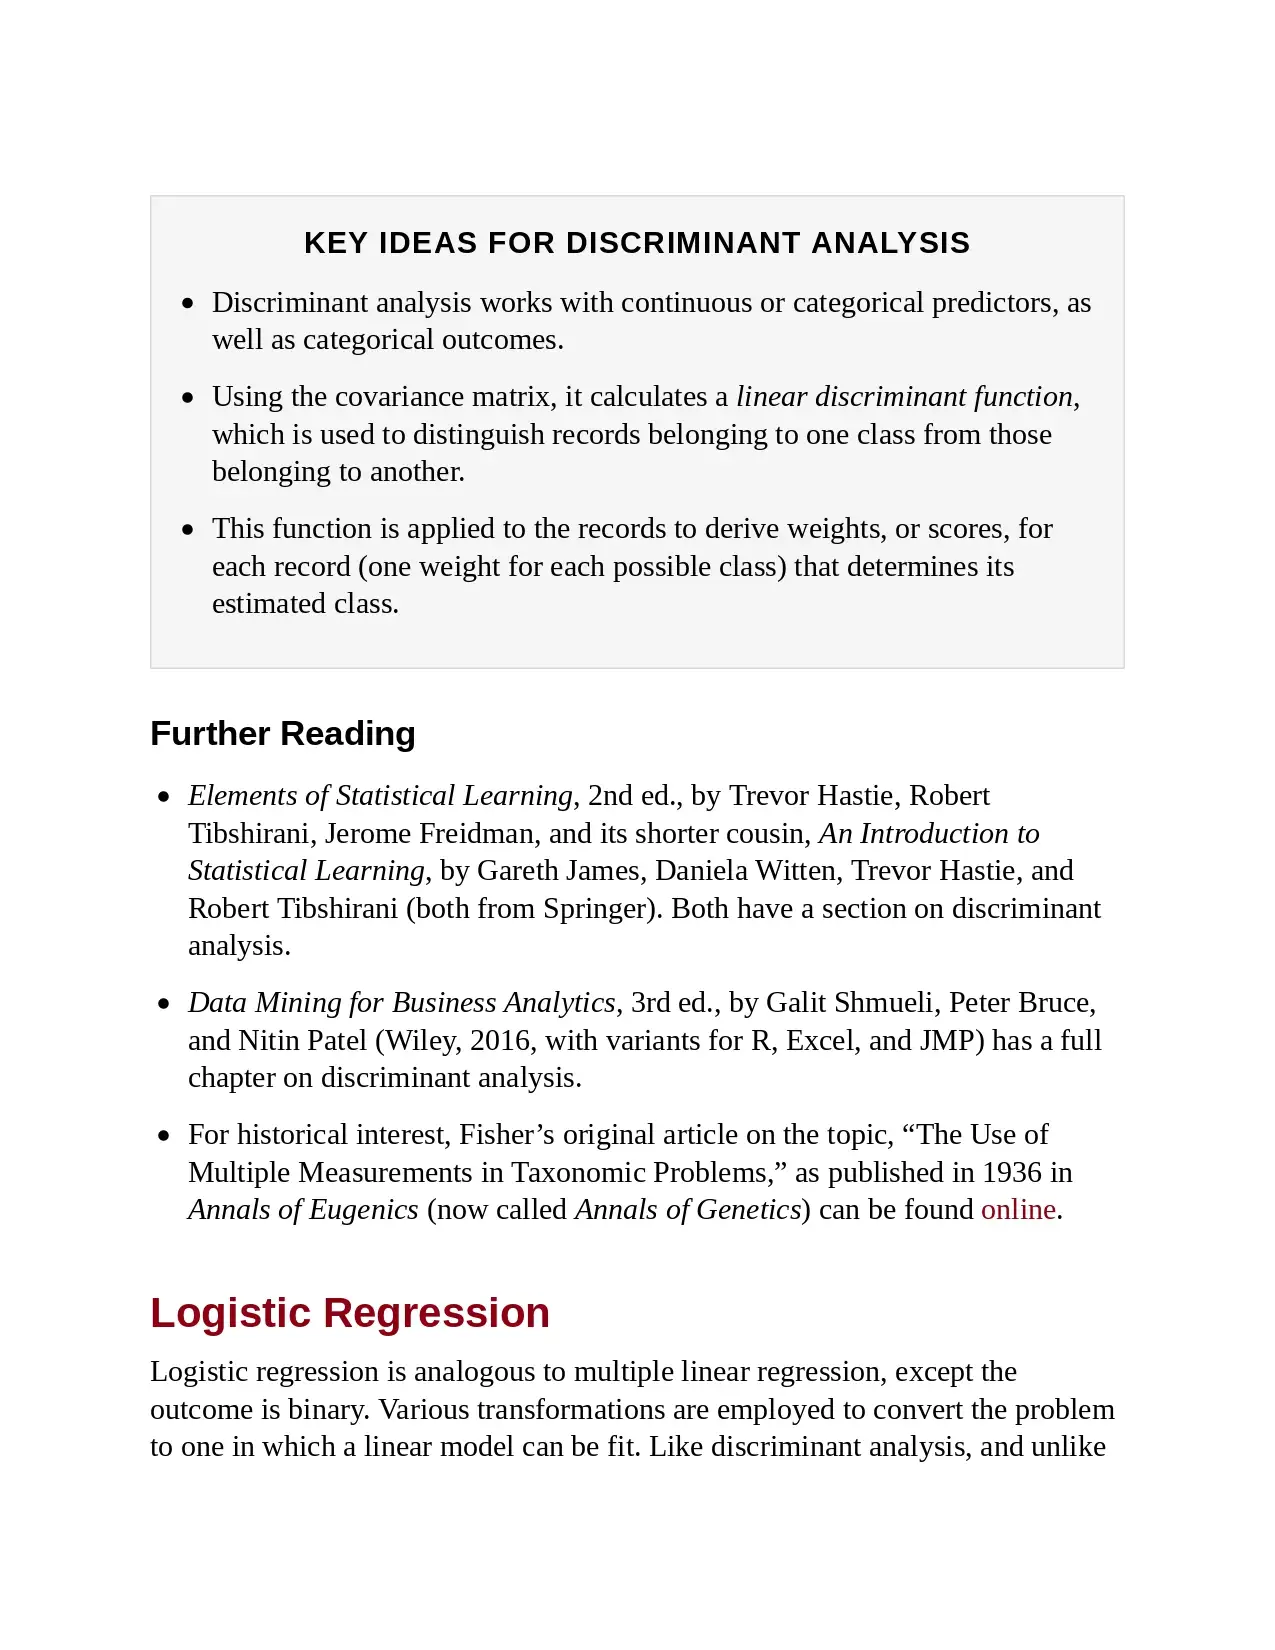 KEY IDEAS FOR DISCRIMINANT ANALYSIS
Discriminant analysis works with continuous or categorical predictors, as
well as categorical outcomes.
Using the covariance matrix, it calculates a linear discriminant function,
which is used to distinguish records belonging to one class from those
belonging to another.
This function is applied to the records to derive weights, or scores, for
each record (one weight for each possible class) that determines its
estimated class.
Further Reading
Elements of Statistical Learning, 2nd ed., by Trevor Hastie, Robert
Tibshirani, Jerome Freidman, and its shorter cousin, An Introduction to
Statistical Learning, by Gareth James, Daniela Witten, Trevor Hastie, and
Robert Tibshirani (both from Springer). Both have a section on discriminant
analysis.
Data Mining for Business Analytics, 3rd ed., by Galit Shmueli, Peter Bruce,
and Nitin Patel (Wiley, 2016, with variants for R, Excel, and JMP) has a full
chapter on discriminant analysis.
For historical interest, Fisher’s original article on the topic, “The Use of
Multiple Measurements in Taxonomic Problems,” as published in 1936 in
Annals of Eugenics (now called Annals of Genetics) can be found online.
Logistic Regression
Logistic regression is analogous to multiple linear regression, except the
outcome is binary. Various transformations are employed to convert the problem
to one in which a linear model can be fit. Like discriminant analysis, and unlike